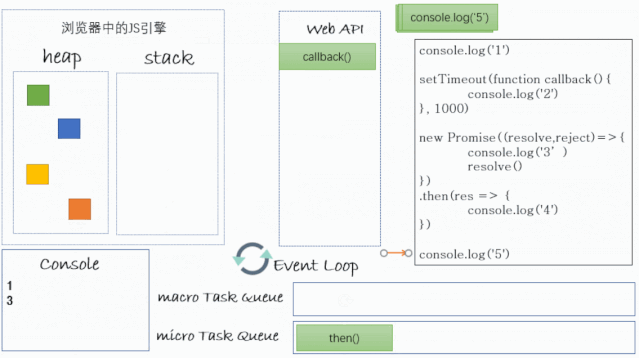 浏览器中的JS引擎
heap
stack
Web API
callback()
console.log('5')
console.log('1')
setTimeout(function callback() {
console.log('2')
}, 1000)
new Promise((resolve,reject)=>{
console.log('3’)
resolve()
})
.then(res => {
console.log('4')
})
console.log('5')
Console
1
3
Event Loop
macro Task Queue
micro Task Queue
then()